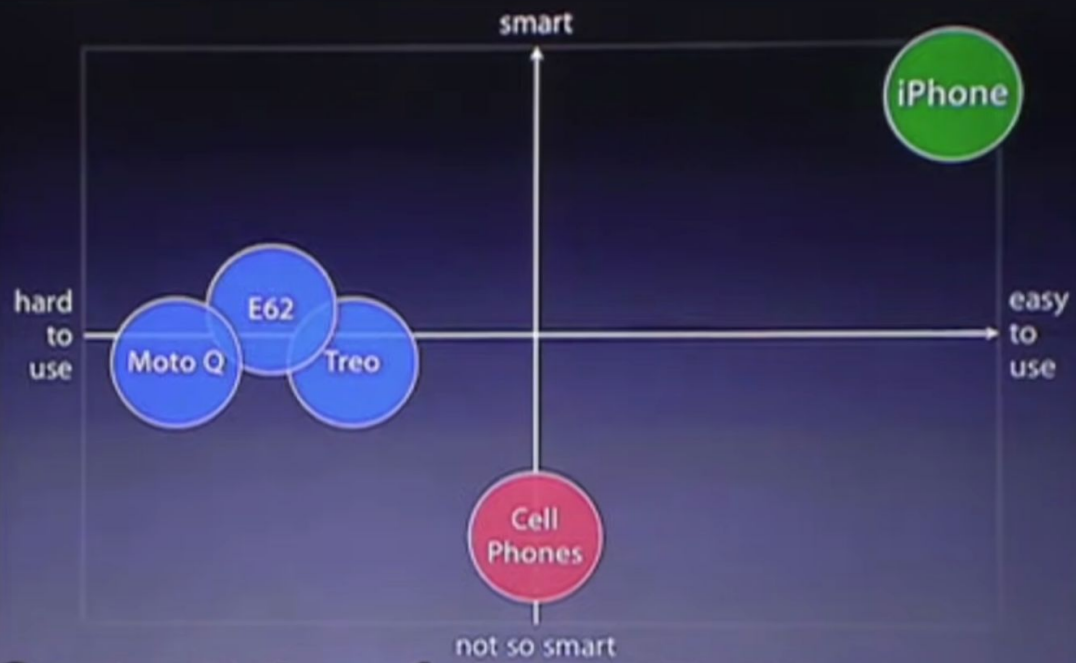 smart
iPhone
hard
to
use
E62
Moto Q
Treo
easy
to
use
Cell
Phones
not so smart